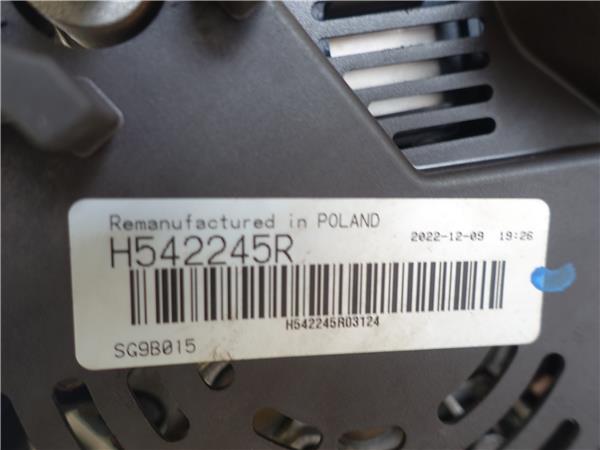 Remanufactured in POLAND
H542245R 2022-12-09 19:26
H542245R03124
SG9B015